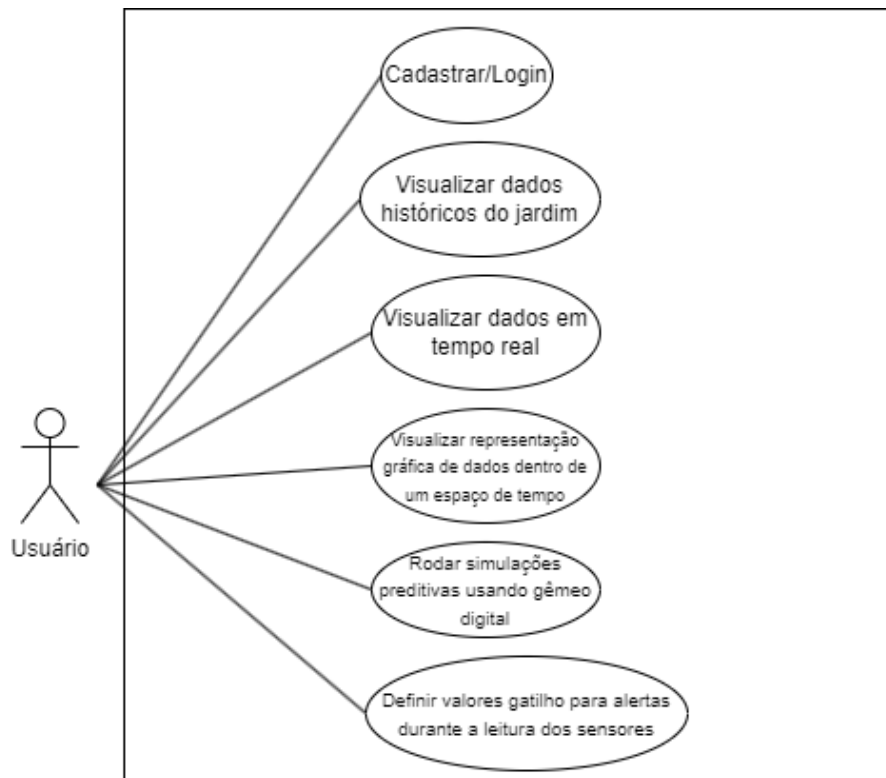 Cadastrar/Login
Visualizar dados
históricos do jardim
Visualizar dados em
tempo real
Visualizar representação
gráfica de dados dentro de
um espaço de tempo
Usuário
Rodar simulações
preditivas usando gêmeo
digital
Definir valores gatilho para alertas
durante a leitura dos sensores